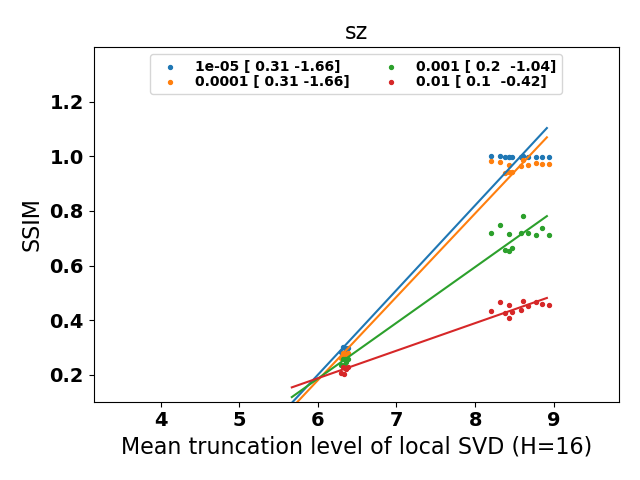 sz
1e-05 [ 0.31 -1.66]
0.0001 [ 0.31 -1.66]
0.001 [ 0.2  -1.04]
0.01 [ 0.1  -0.42]
SSIM
1.2
1.0
0.8
0.6
0.4
0.2
4 5 6 7 8 9
Mean truncation level of local SVD (H=16)